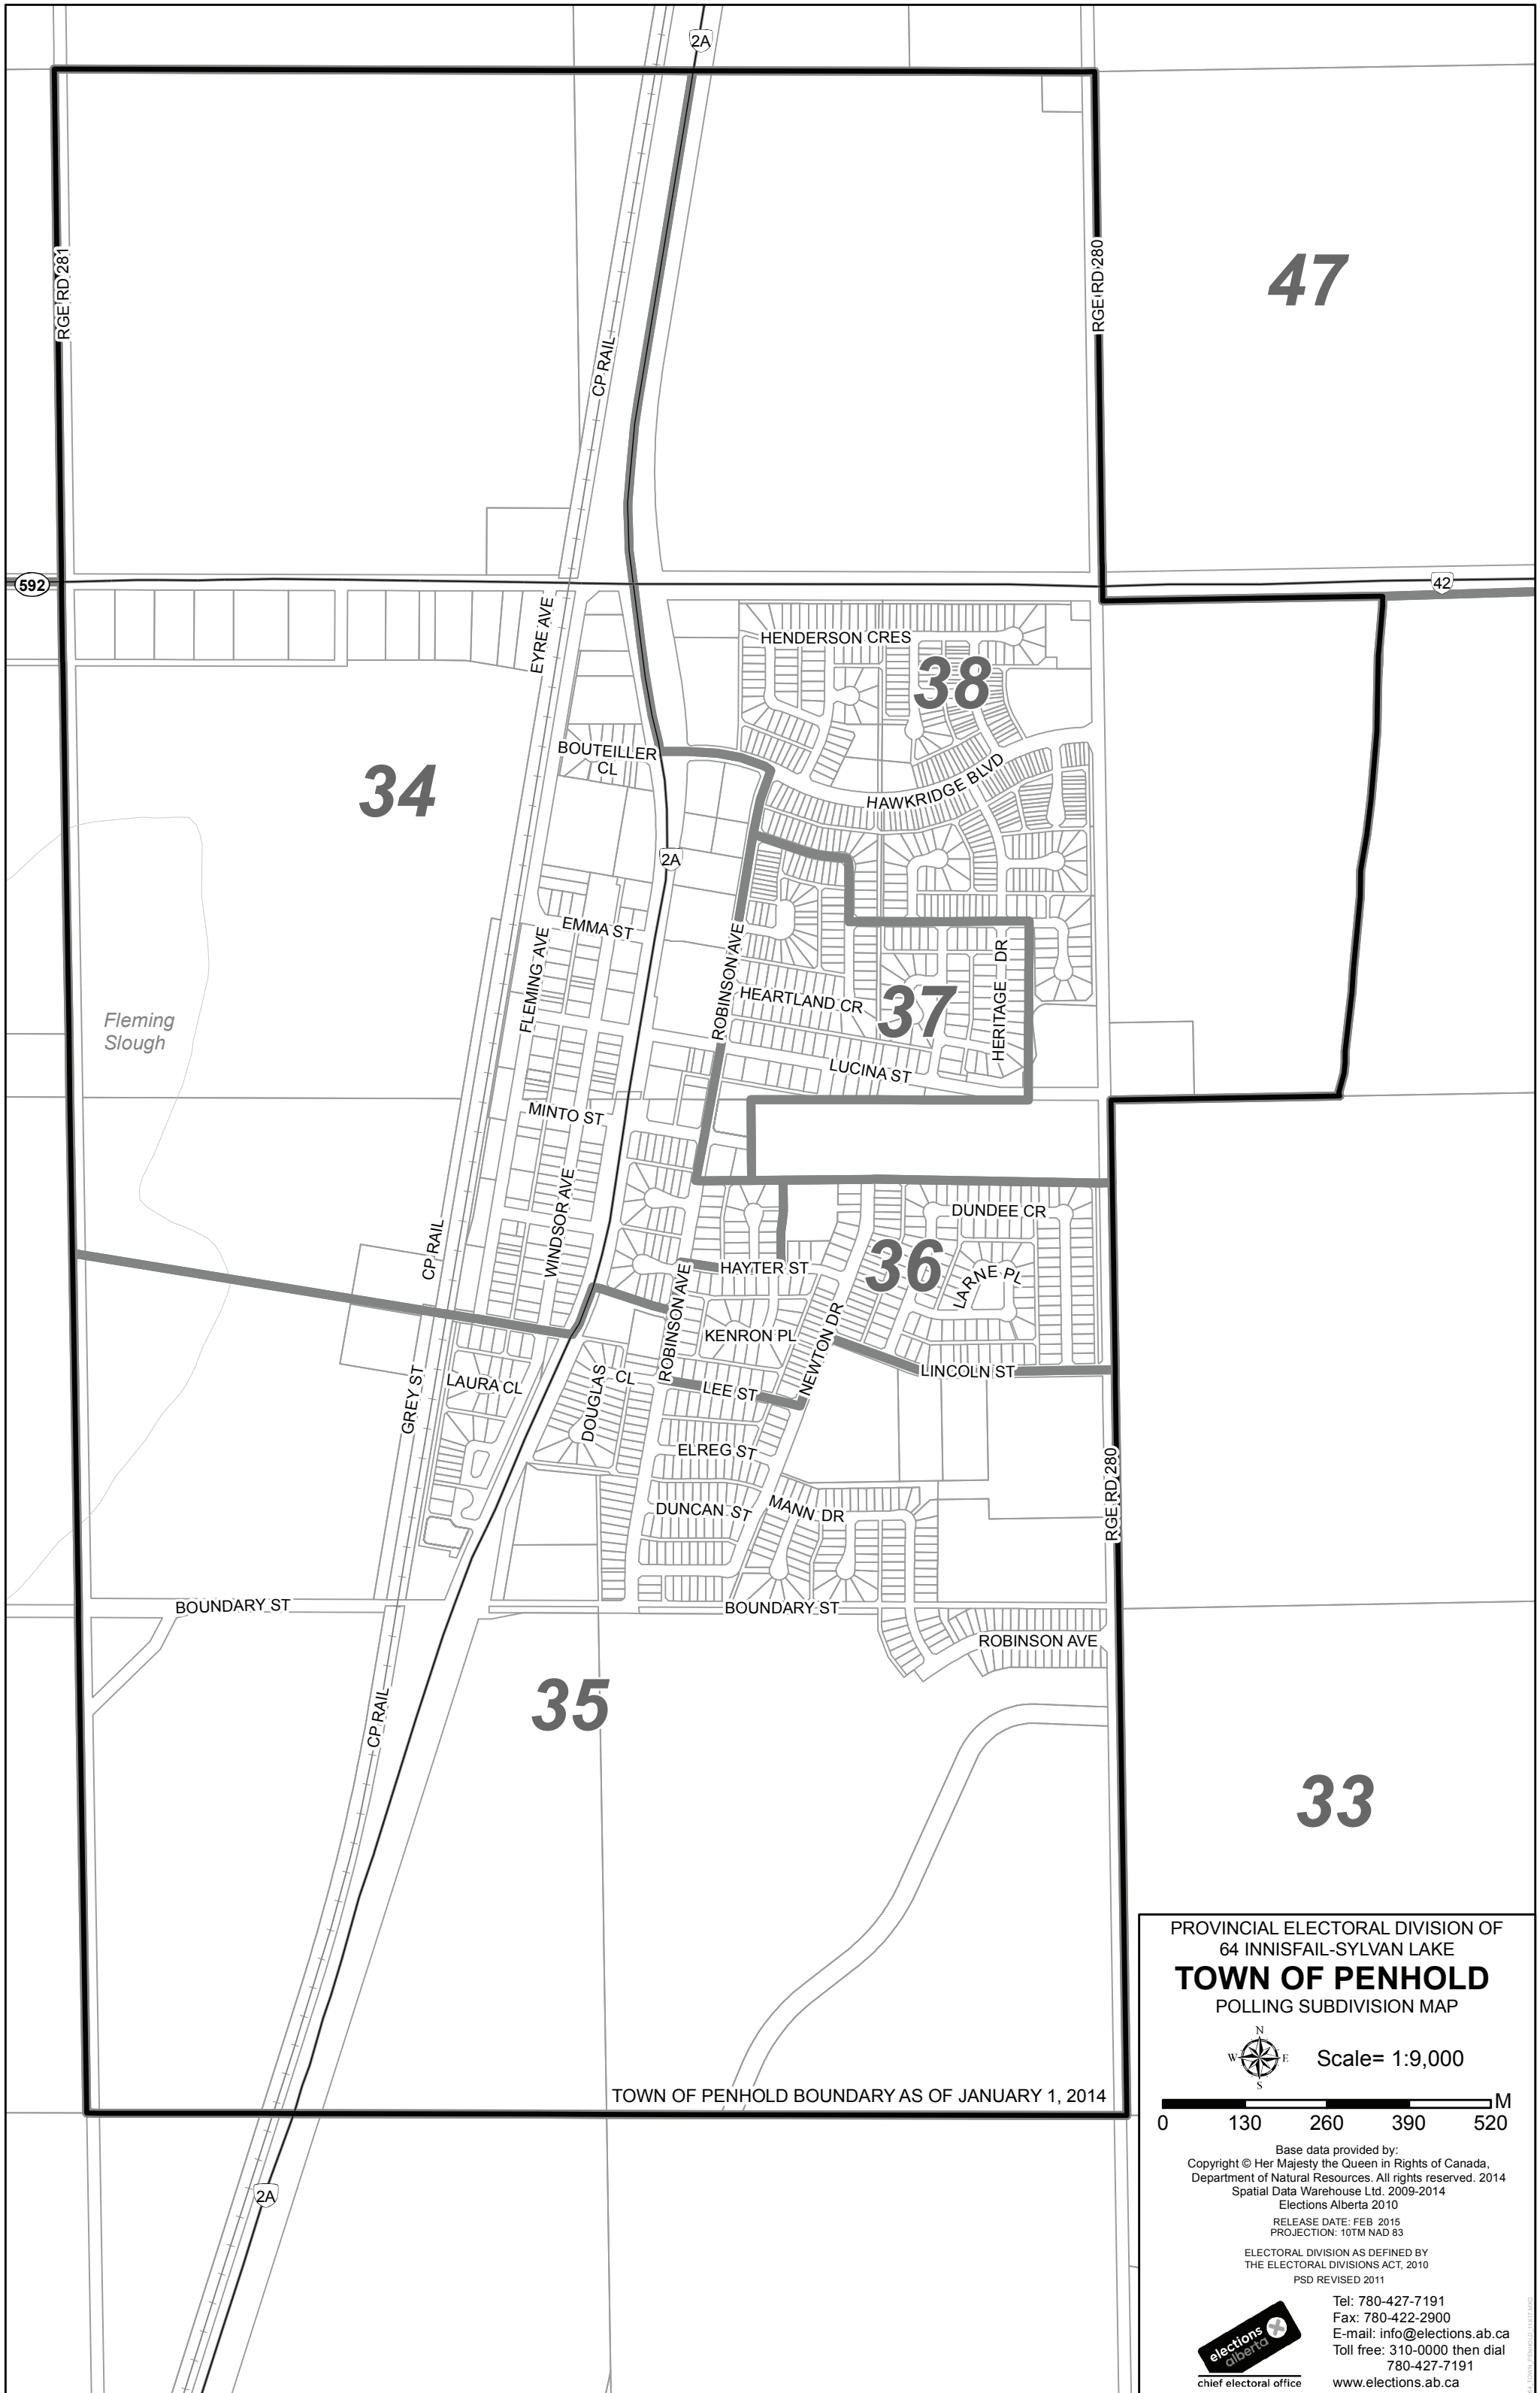 2A
RGE RD 281
RGE RD 280
47
CP RAIL
592
42
EYRE AVE
HENDERSON CRES
38
BOUTEILLER
CL
34
HAWKRIDGE BLVD
2A
EMMA ST
FLEMING AVE
ROBINSON AVE
HEARTLAND CR
37
HERITAGE DR
Fleming
Slough
LUCINA ST
MINTO ST
WINDSOR AVE
DUNDEE CR
CP RAIL
HAYTER ST
36
LARNE PL
ROBINSON AVE
KENRON PL
NEWTON DR
LINCOLN ST
GREY ST
LAURA CL
DOUGLAS CL
LEE ST
ELREG ST
RGE RD 280
DUNCAN ST
MANN DR
BOUNDARY ST
BOUNDARY ST
ROBINSON AVE
35
CP RAIL
33
TOWN OF PENHOLD BOUNDARY AS OF JANUARY 1, 2014
2A
PROVINCIAL ELECTORAL DIVISION OF
64 INNISFAIL-SYLVAN LAKE
TOWN OF PENHOLD
POLLING SUBDIVISION MAP
N
W E
S
Scale= 1:9,000
M
0 130 260 390 520
Base data provided by:
Copyright © Her Majesty the Queen in Rights of Canada,
Department of Natural Resources. All rights reserved. 2014
Spatial Data Warehouse Ltd. 2009-2014
Elections Alberta 2010
RELEASE DATE: FEB 2015
PROJECTION: 10TM NAD 83
ELECTORAL DIVISION AS DEFINED BY
THE ELECTORAL DIVISIONS ACT, 2010
PSD REVISED 2011
elections
alberta
chief electoral office
Tel: 780-427-7191
Fax: 780-422-2900
E-mail: info@elections.ab.ca
Toll free: 310-0000 then dial
780-427-7191
www.elections.ab.ca